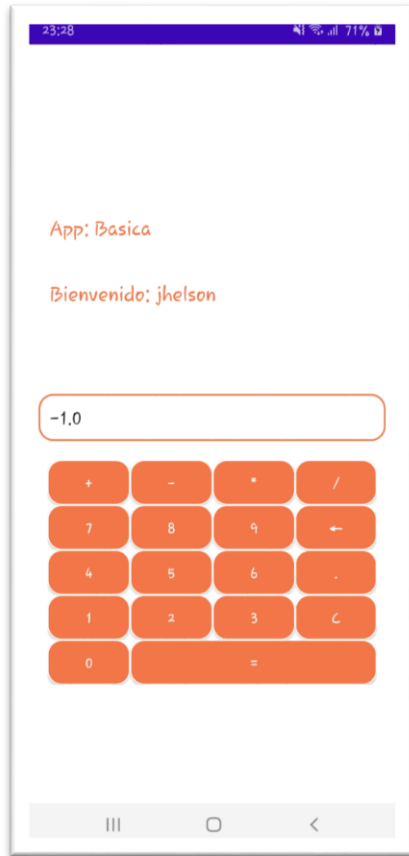 23:28 71%
App: Basica
Bienvenido: jhelson
-1.0
+ - * /
7 8 9 ←
4 5 6 .
1 2 3 C
0 =